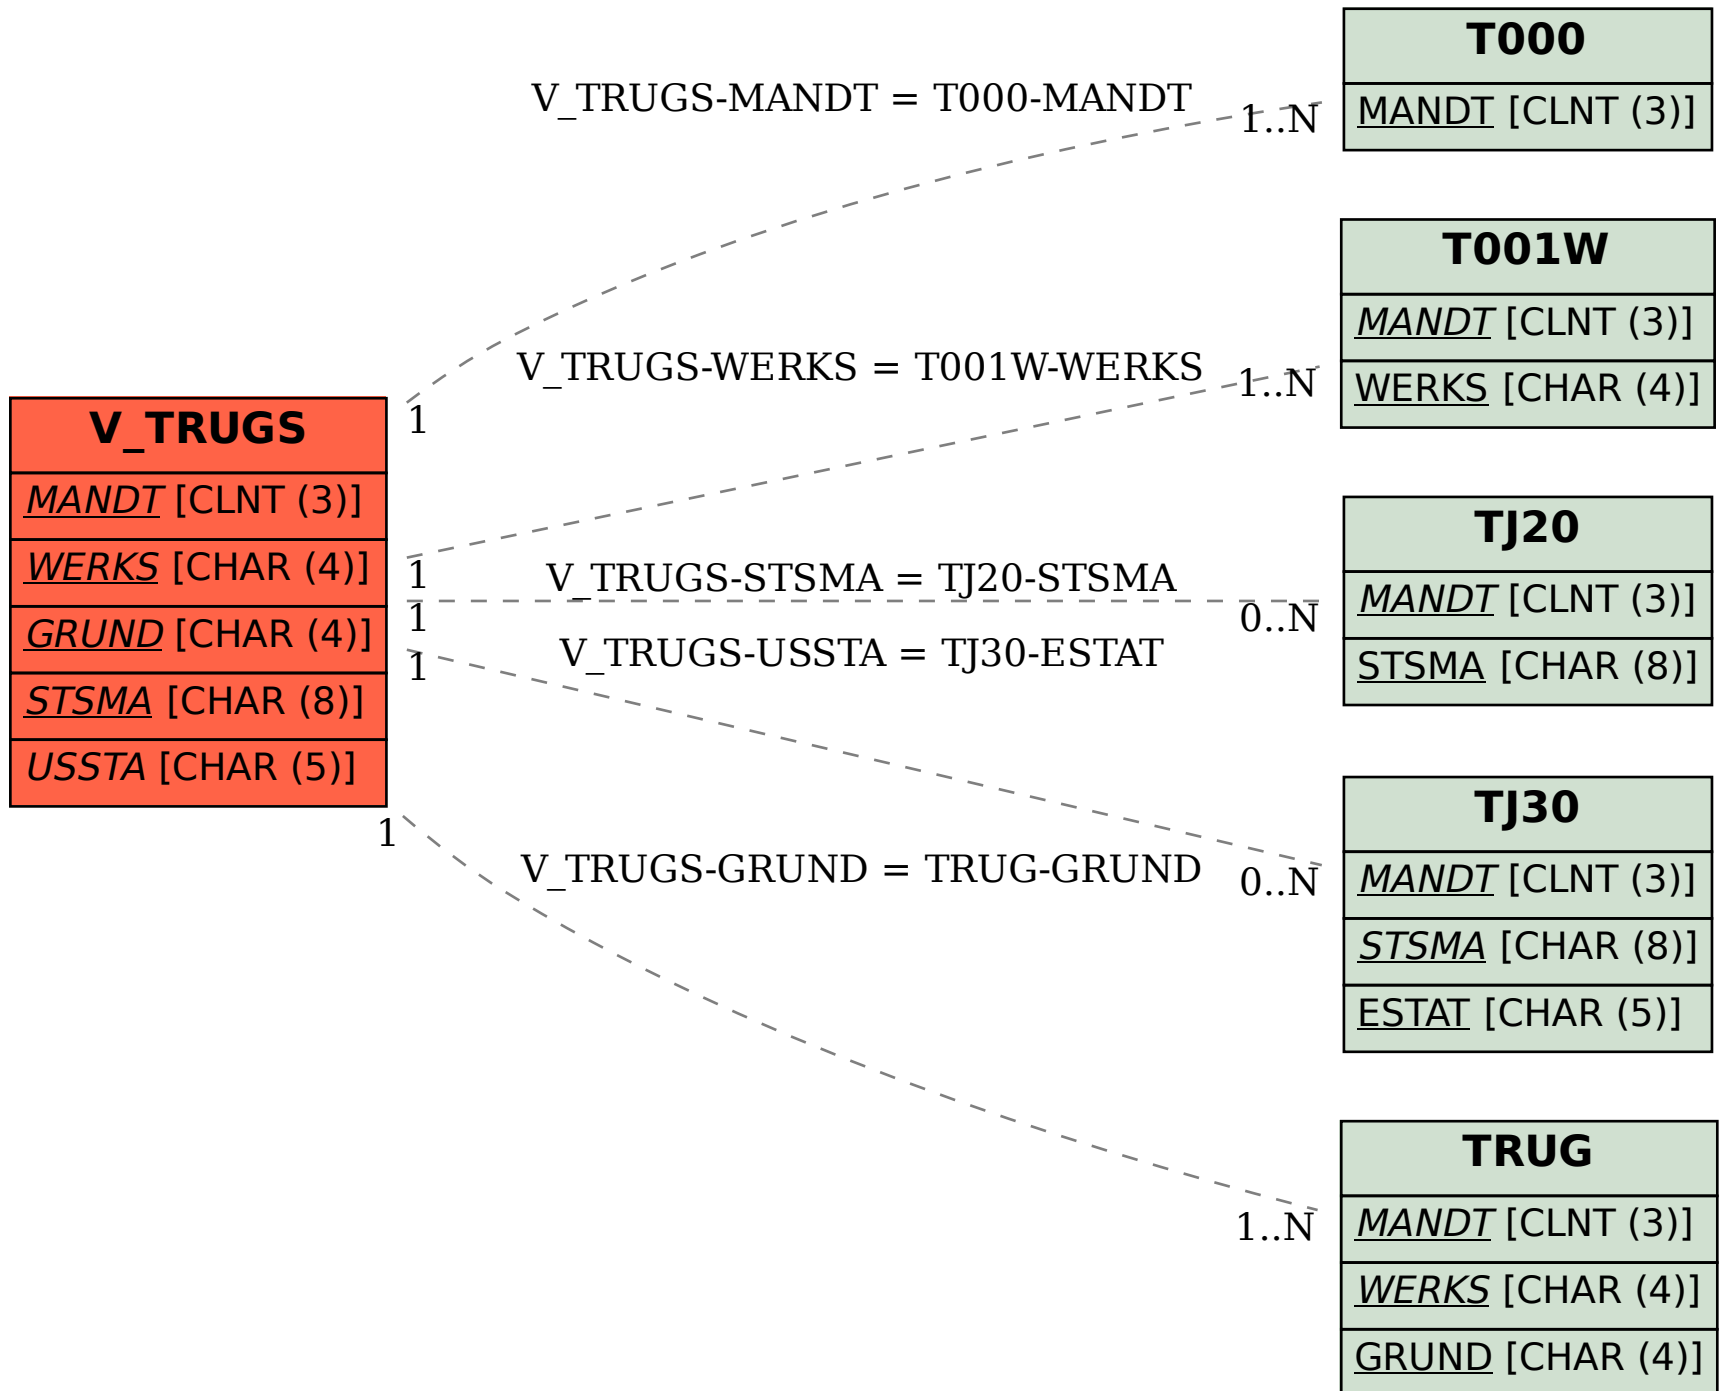 V_TRUGS
MANDT [CLNT (3)]
WERKS [CHAR (4)]
GRUND [CHAR (4)]
STSMA [CHAR (8)]
USSTA [CHAR (5)]
V_TRUGS-MANDT = T000-MANDT
1
1..N
V_TRUGS-WERKS = T001W-WERKS
1
1..N
V_TRUGS-STSMA = TJ20-STSMA
1
0..N
V_TRUGS-USSTA = TJ30-ESTAT
1
0..N
V_TRUGS-GRUND = TRUG-GRUND
1
1..N
T000
MANDT [CLNT (3)]
T001W
MANDT [CLNT (3)]
WERKS [CHAR (4)]
TJ20
MANDT [CLNT (3)]
STSMA [CHAR (8)]
TJ30
MANDT [CLNT (3)]
STSMA [CHAR (8)]
ESTAT [CHAR (5)]
TRUG
MANDT [CLNT (3)]
WERKS [CHAR (4)]
GRUND [CHAR (4)]